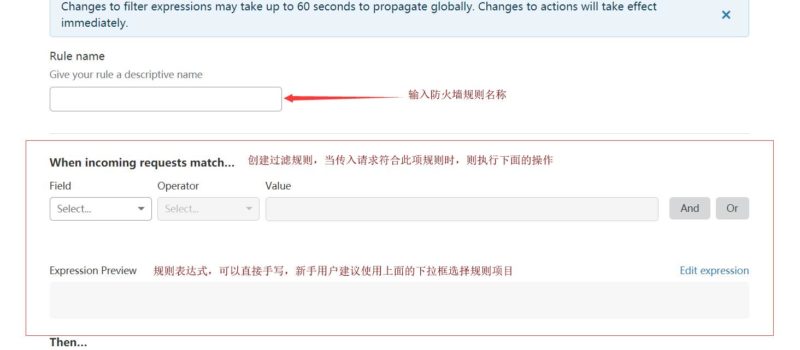 Changes to filter expressions may take up to 60 seconds to propagate globally. Changes to actions will take effect
immediately.
Rule name
Give your rule a descriptive name
输入防火墙规则名称
When incoming requests match... 创建过滤规则，当传入请求符合此项规则时，则执行下面的操作
Field Operator Value
Select... Select... And Or
Expression Preview 规则表达式，可以直接手写，新手用户建议使用上面的下拉框选择规则项目 Edit expression
Then...